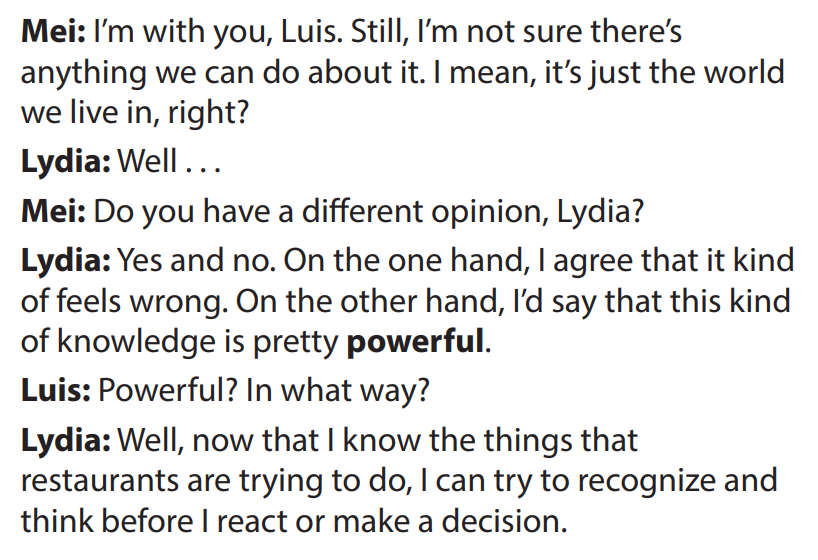 Mei: I’m with you, Luis. Still, I’m not sure there’s
anything we can do about it. I mean, it’s just the world
we live in, right?
Lydia: Well . . .
Mei: Do you have a different opinion, Lydia?
Lydia: Yes and no. On the one hand, I agree that it kind
of feels wrong. On the other hand, I’d say that this kind
of knowledge is pretty powerful.
Luis: Powerful? In what way?
Lydia: Well, now that I know the things that
restaurants are trying to do, I can try to recognize and
think before I react or make a decision.